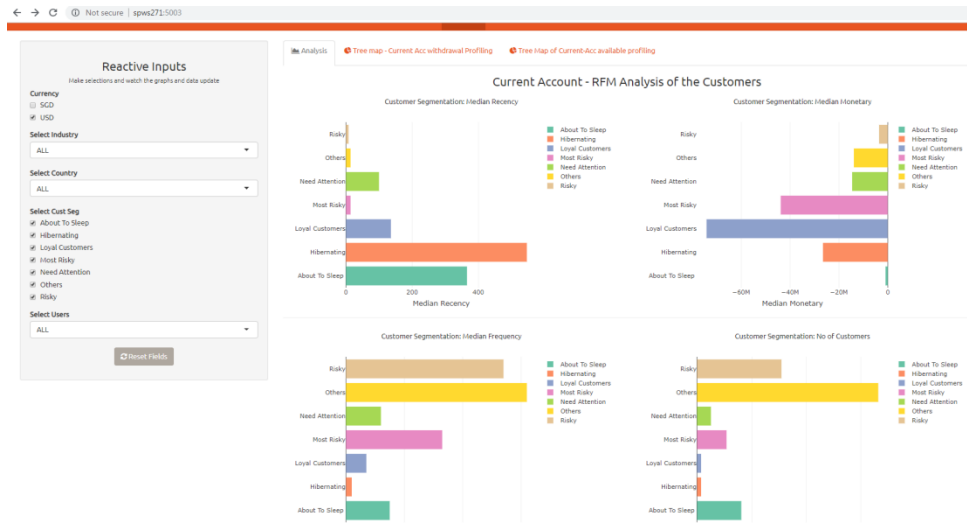 Not secure | spws271:5003
Reactive Inputs
Make selections and watch the graphs and data update
Currency
SGD
USD
Select Industry
ALL
Select Country
ALL
Select Cust Seg
About To Sleep
Hibernating
Loyal Customers
Most Risky
Need Attention
Others
Risky
Select Users
ALL
Reset Fields
Analysis
Tree map - Current Acc withdrawal Profiling
Tree Map of Current-Acc available profiling
Current Account - RFM Analysis of the Customers
Customer Segmentation: Median Recency
Risky
Others
Need Attention
Most Risky
Loyal Customers
Hibernating
About To Sleep
0 200 400
Median Recency
About To Sleep
Hibernating
Loyal Customers
Most Risky
Need Attention
Others
Risky
Customer Segmentation: Median Monetary
Risky
Others
Need Attention
Most Risky
Loyal Customers
Hibernating
About To Sleep
−60M −40M −20M 0
Median Monetary
About To Sleep
Hibernating
Loyal Customers
Most Risky
Need Attention
Others
Risky
Customer Segmentation: Median Frequency
Risky
Others
Need Attention
Most Risky
Loyal Customers
Hibernating
About To Sleep
About To Sleep
Hibernating
Loyal Customers
Most Risky
Need Attention
Others
Risky
Customer Segmentation: No of Customers
Risky
Others
Need Attention
Most Risky
Loyal Customers
Hibernating
About To Sleep
About To Sleep
Hibernating
Loyal Customers
Most Risky
Need Attention
Others
Risky